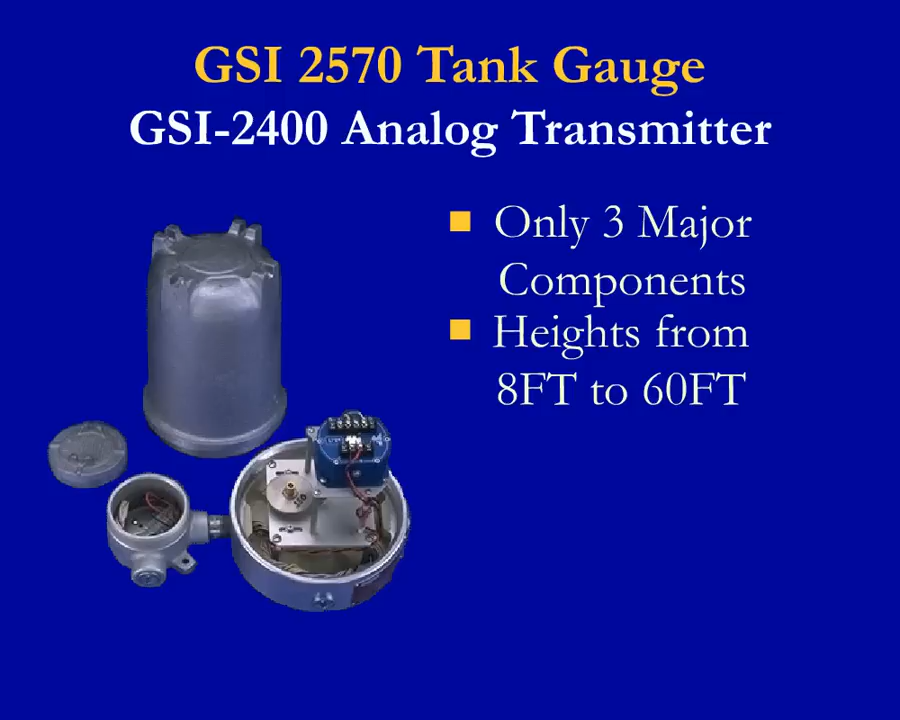 GSI 2570 Tank Gauge
GSI-2400 Analog Transmitter
Only 3 Major
Components
Heights from
8FT to 60FT